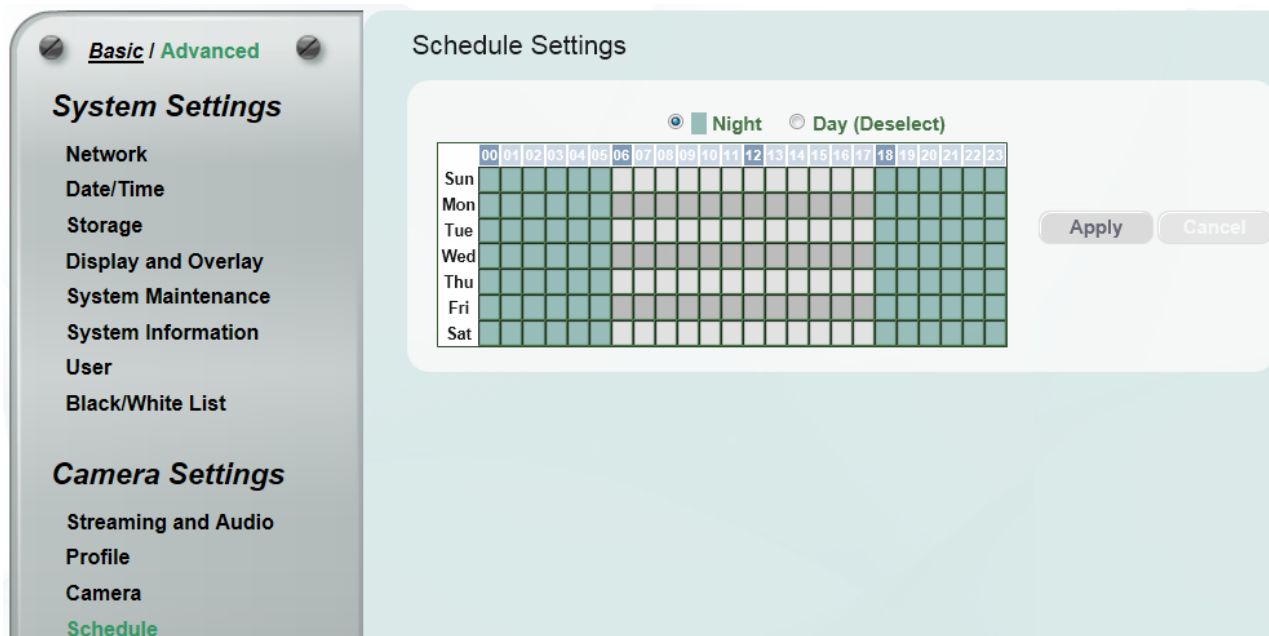 Basic / Advanced
System Settings
Network
Date/Time
Storage
Display and Overlay
System Maintenance
System Information
User
Black/White List
Camera Settings
Streaming and Audio
Profile
Camera
Schedule
Schedule Settings
Night Day (Deselect)
00 01 02 03 04 05 06 07 08 09 10 11 12 13 14 15 16 17 18 19 20 21 22 23
Sun
Mon
Tue
Wed
Thu
Fri
Sat
Apply Cancel